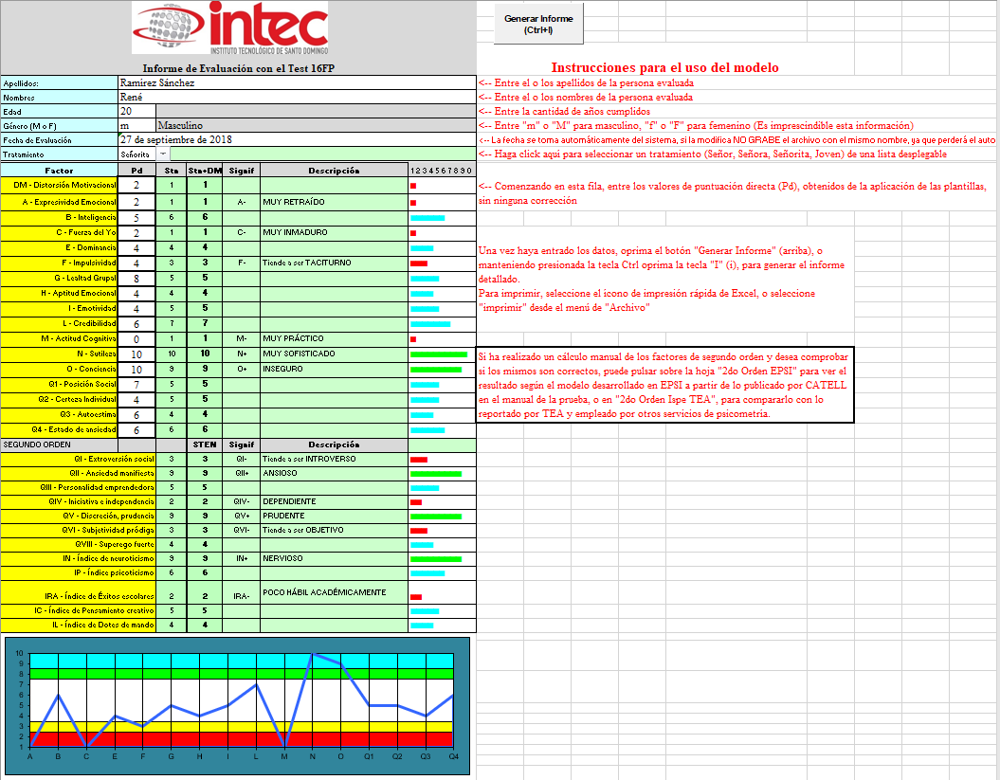 intec
INSTITUTO TECNOLÓGICO DE SANTO DOMINGO
Generar Informe
(Ctrl+I)
Informe de Evaluación con el Test 16FP
Instrucciones para el uso del modelo
Apellidos: Ramírez Sánchez <-- Entre el o los apellidos de la persona evaluada
Nombres René <-- Entre el o los nombres de la persona evaluada
Edad 20 <-- Entre la cantidad de años cumplidos
Género (M o F) m Masculino <-- Entre "m" o "M" para masculino, "f" o "F" para femenino (Es imprescindible esta información)
Fecha de Evaluación 27 de septiembre de 2018 <-- La fecha se toma automáticamente del sistema, si la modifica NO GRABE el archivo con el mismo nombre, ya que perderá el auto
Tratamiento Señorita <-- Haga click aquí para seleccionar un tratamiento (Señor, Señora, Señorita, Joven) de una lista desplegable
Factor Pd Stn Stn+DM Signif Descripción 1 2 3 4 5 6 7 8 9 0
DM - Distorsión Motivacional 2 1 1
<-- Comenzando en esta fila, entre los valores de puntuación directa (Pd), obtenidos de la aplicación de las plantillas,
sin ninguna corrección
A - Expresividad Emocional 2 1 1 A- MUY RETRAÍDO
B - Inteligencia 5 6 6
C - Fuerza del Yo 2 1 1 C- MUY INMADURO
E - Dominancia 4 4 4
F - Impulsividad 4 3 3 F- Tiende a ser TACITURNO
G - Lealtad Grupal 8 5 5
H - Aptitud Emocional 4 4 4
I - Emotividad 4 5 5
L - Credibilidad 6 7 7
M - Actitud Cognitiva 0 1 1 M- MUY PRÁCTICO
N - Sutileza 10 10 10 N+ MUY SOFISTICADO
O - Conciencia 10 9 9 O+ INSEGURO
Q1 - Posición Social 7 5 5
Q2 - Certeza Individual 4 5 5
Q3 - Autoestima 6 4 4
Q4 - Estado de ansiedad 6 6 6
Una vez haya entrado los datos, oprima el botón "Generar Informe" (arriba), o
manteniendo presionada la tecla Ctrl oprima la tecla "I" (i), para generar el informe
detallado.
Para imprimir, seleccione el ícono de impresión rápida de Excel, o seleccione
"imprimir" desde el menú de "Archivo"
Si ha realizado un cálculo manual de los factores de segundo orden y desea comprobar
si los mismos son correctos, puede pulsar sobre la hoja "2do Orden EPSI" para ver el
resultado según el modelo desarrollado en EPSI a partir de lo publicado por CATELL
en el manual de la prueba, o en "2do Orden Ispe TEA", para compararlo con lo
reportado por TEA y empleado por otros servicios de psicometría.
SEGUNDO ORDEN STEN Signif Descripción
QI - Extroversión social 3 3 QI- Tiende a ser INTROVERSO
QII - Ansiedad manifiesta 9 9 QII+ ANSIOSO
QIII - Personalidad emprendedora 5 5
QIV - Iniciativa e independencia 2 2 QIV- DEPENDIENTE
QV - Discreción, prudencia 9 9 QV+ PRUDENTE
QVI - Subjetividad pródiga 3 3 QVI- Tiende a ser OBJETIVO
QVIII - Superego fuerte 4 4
IN - Índice de neuroticismo 9 9 IN+ NERVIOSO
IP - Índice psicoticismo 6 6
IRA - Índice de Éxitos escolares 2 2 IRA- POCO HÁBIL ACADÉMICAMENTE
IC - Índice de Pensamiento creativo 5 5
IL - Índice de Dotes de mando 4 4
10
9
8
7
6
5
4
3
2
1
A B C E F G H I L M N O Q1 Q2 Q3 Q4